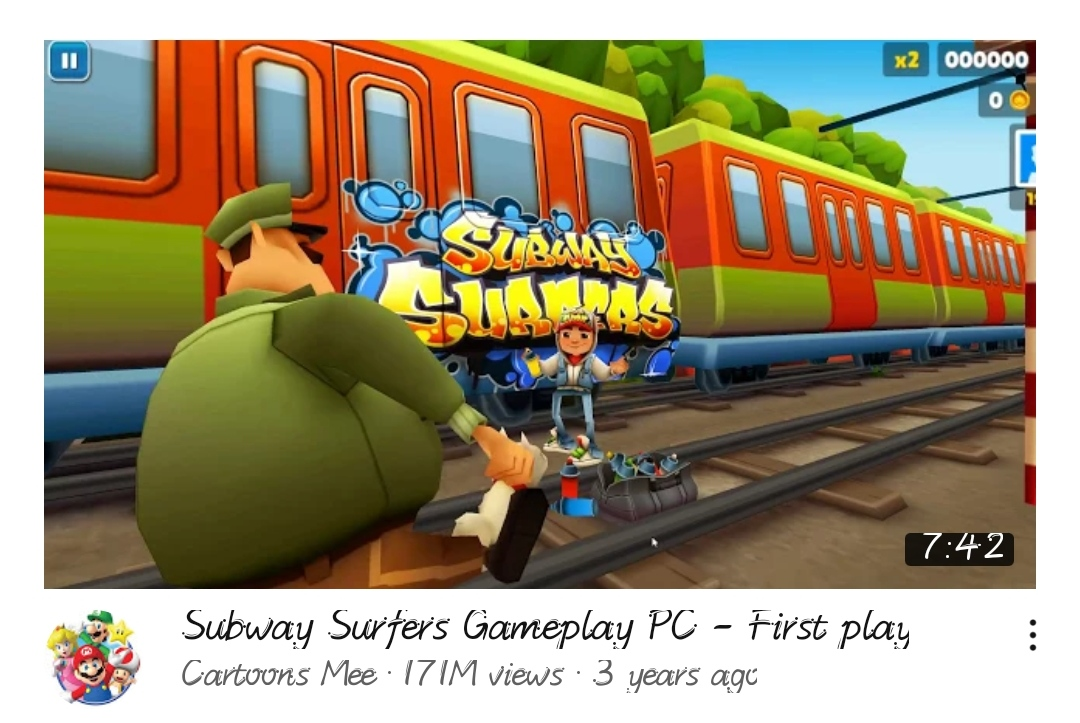 x2 000000
0
SUBWAY
SURFERS
7:42
Subway Surfers Gameplay PC - First play
Cartoons Mee · 171M views · 3 years ago